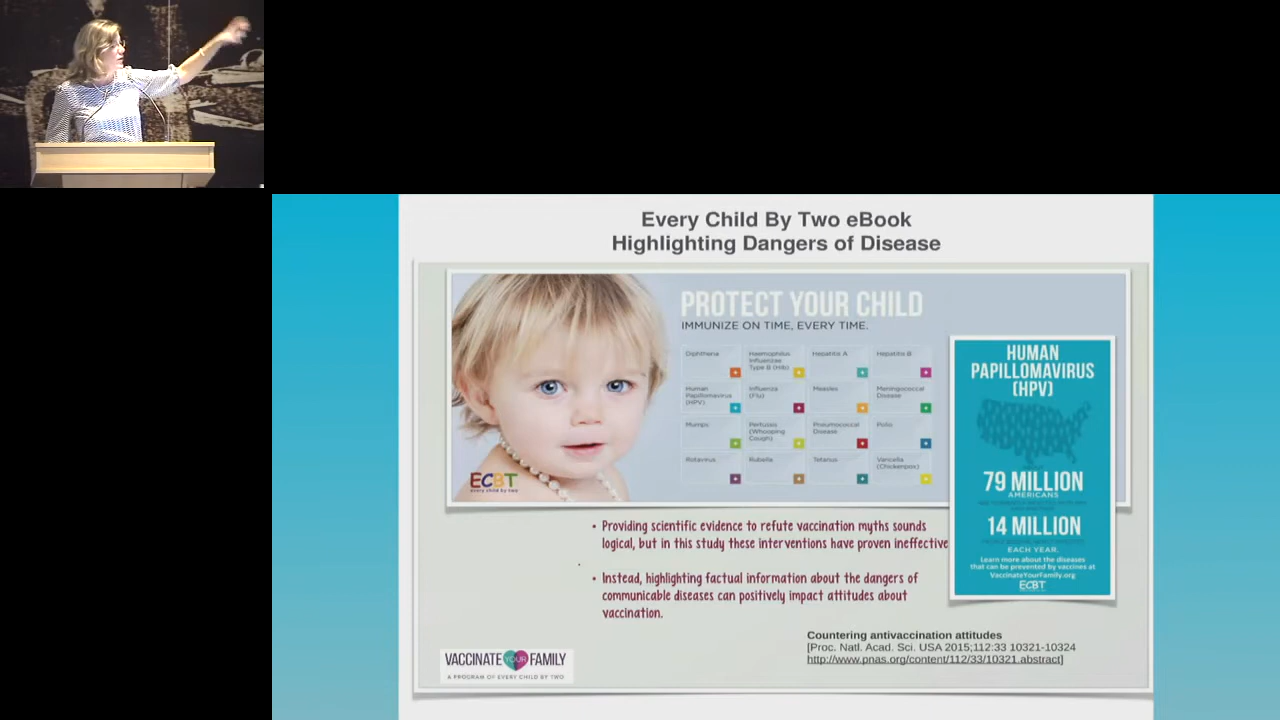 Every Child By Two eBook
Highlighting Dangers of Disease
PROTECT YOUR CHILD
IMMUNIZE ON TIME, EVERY TIME.
Diphtheria
Haemophilus
Influenzae
Type B (Hib)
Hepatitis A
Hepatitis B
Human
Papillomavirus
(HPV)
Influenza
(Flu)
Measles
Meningococcal
Disease
Mumps
Pertussis
(Whooping
Cough)
Pneumococcal
Disease
Polio
Rotavirus
Rubella
Tetanus
Varicella
(Chickenpox)
ECBT
every child by two
HUMAN
PAPILLOMAVIRUS
(HPV)
79 MILLION
AMERICANS
14 MILLION
EACH YEAR.
Learn more about the diseases
that can be prevented by vaccines at
VaccinateYourFamily.org
ECBT
• Providing scientific evidence to refute vaccination myths sounds
logical, but in this study these interventions have proven ineffective
• Instead, highlighting factual information about the dangers of
communicable diseases can positively impact attitudes about
vaccination.
Countering antivaccination attitudes
[Proc. Natl. Acad. Sci. USA 2015;112:33 10321-10324
http://www.pnas.org/content/112/33/10321.abstract]
VACCINATE YOUR FAMILY
A PROGRAM OF EVERY CHILD BY TWO